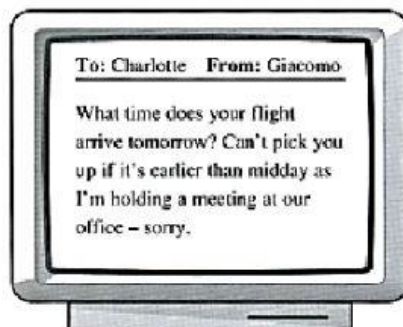 To: Charlotte From: Giacomo
What time does your flight
arrive tomorrow? Can't pick you
up if it's earlier than midday as
I'm holding a meeting at our
office – sorry.